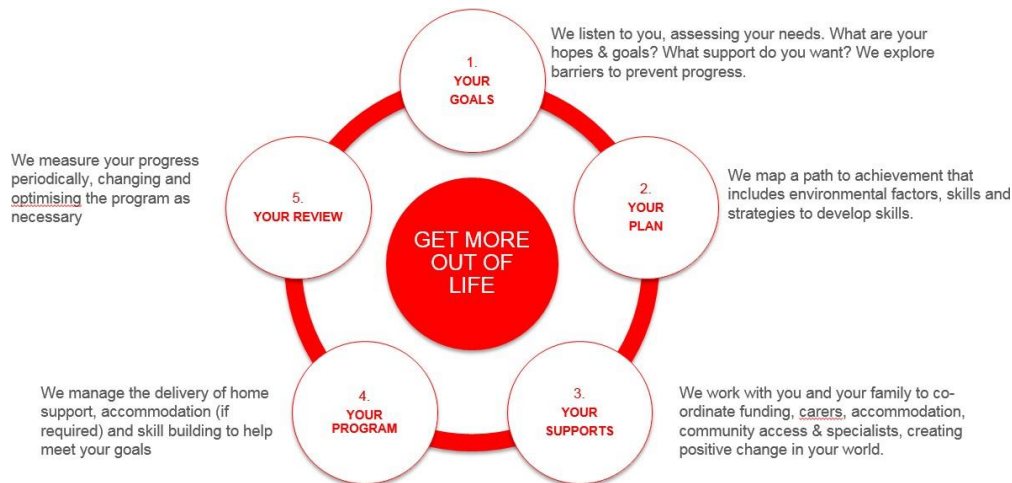 We listen to you, assessing your needs. What are your
hopes & goals? What support do you want? We explore
barriers to prevent progress.
1.
YOUR
GOALS
We map a path to achievement that
includes environmental factors, skills and
strategies to develop skills.
2.
YOUR
PLAN
We work with you and your family to co-
ordinate funding, carers, accommodation,
community access & specialists, creating
positive change in your world.
3.
YOUR
SUPPORTS
We manage the delivery of home
support, accommodation (if
required) and skill building to help
meet your goals
4.
YOUR
PROGRAM
We measure your progress
periodically, changing and
optimising the program as
necessary
5.
YOUR REVIEW
GET MORE
OUT OF
LIFE